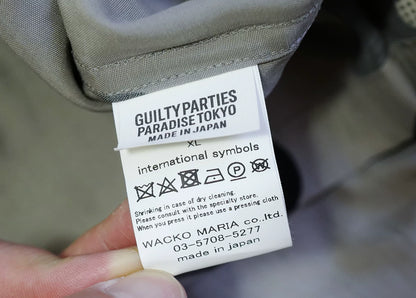 GUILTY PARTIES
PARADISE TOKYO
MADE IN JAPAN
XL
international symbols
P
Shrinking in case of dry cleaning.
Please consult with the specialty store.
When you press it please use a pressing cloth
WACKO MARIA co.,ltd.
03-5708-5277
made in japan